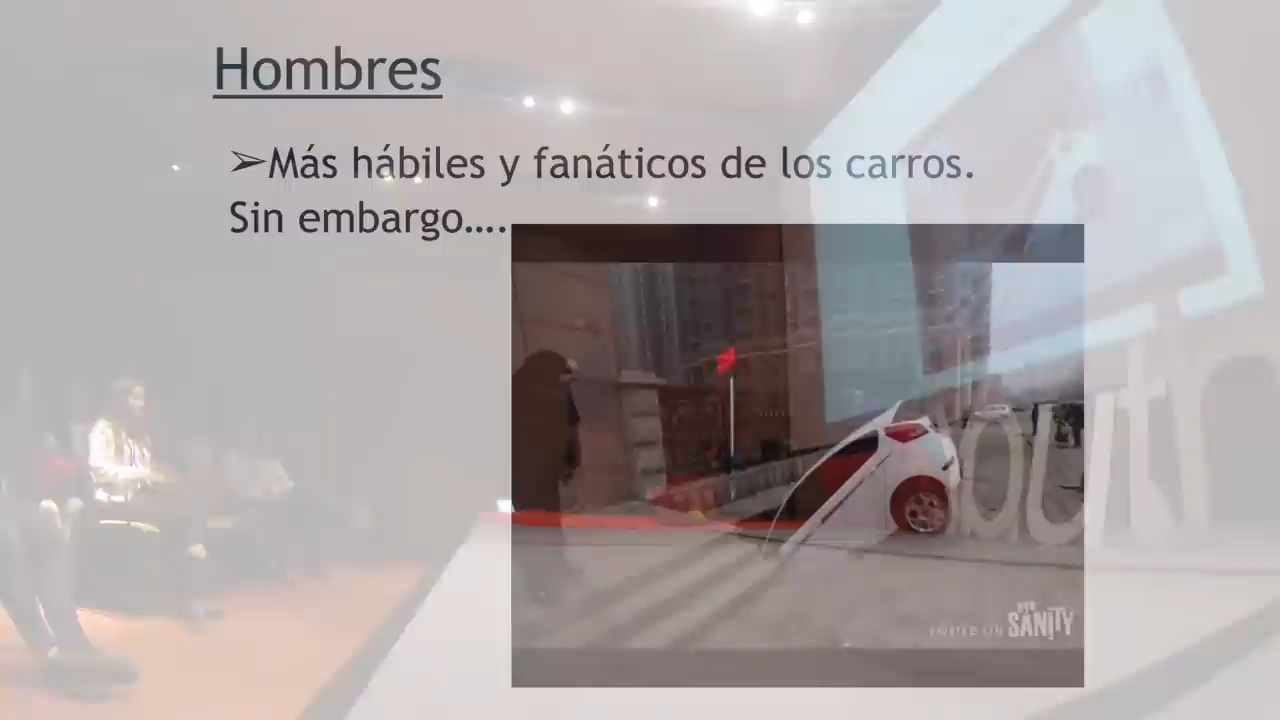 Hombres
➢Más hábiles y fanáticos de los carros.
Sin embargo….
SANITY